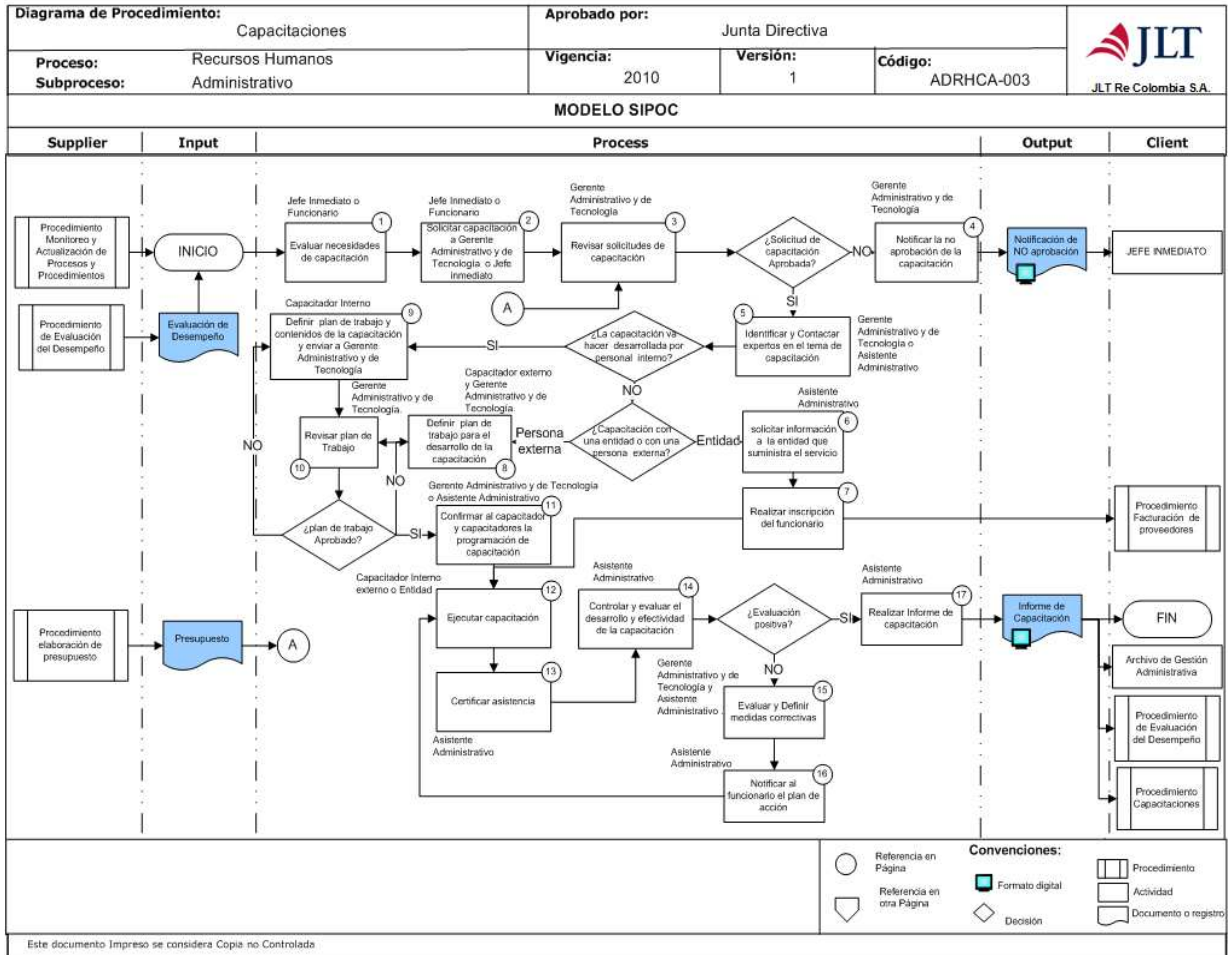 Diagrama de Procedimiento:
Capacitaciones
Aprobado por:
Junta Directiva
Proceso:
Recursos Humanos
Subproceso:
Administrativo
Vigencia:
2010
Versión:
1
Código:
ADRHCA-003
JLT
JLT Re Colombia S.A.
MODELO SIPOC
Supplier
Input
Process
Output
Client
Procedimiento
Monitoreo y
Actualización de
Procesos y
Procedimientos
INICIO
Jefe Inmediato o
Funcionario
1
Evaluar necesidades
de capacitación
Jefe Inmediato o
Funcionario
2
Solicitar capacitación
a Gerente
Administrativo y de
Tecnología o Jefe
inmediato
Gerente
Administrativo y de
Tecnología
3
Revisar solicitudes de
capacitación
¿Solicitud de
capacitación
Aprobada?
NO
SI
Gerente
Administrativo y de
Tecnología
4
Notificar la no
aprobación de la
capacitación
Notificación de
NO aprobación
JEFE INMEDIATO
A
Procedimiento
de Evaluación
del Desempeño
Evaluación de
Desempeño
Capacitador Interno
9
Definir plan de trabajo y
contenidos de la capacitación
y enviar a Gerente
Administrativo y de
Tecnología
SI
¿La capacitación va
hacer desarrollada por
personal interno?
NO
5
Identificar y Contactar
expertos en el tema de
capacitación
Gerente
Administrativo y de
Tecnología o
Asistente
Administrativo
Gerente
Administrativo y de
Tecnología.
Revisar plan de
Trabajo
10
NO
Capacitador externo
y Gerente
Administrativo y de
Tecnología.
Definir plan de
trabajo para el
desarrollo de la
capacitación
8
NO
Persona
externa
¿Capacitación con
una entidad o con una
persona externa?
Entidad
Asistente
Administrativo
6
solicitar información
a la entidad que
suministra el servicio
7
Realizar inscripción
del funcionario
Procedimiento
Facturación de
proveedores
¿plan de trabajo
Aprobado?
SI
Gerente Administrativo y de Tecnología
o Asistente Administrativo
11
Confirmar al capacitador
y capacitadores la
programación de
capacitación
Capacitador Interno
externo o Entidad
12
Ejecutar capacitación
13
Certificar asistencia
Asistente
Administrativo
Asistente
Administrativo
14
Controlar y evaluar el
desarrollo y efectividad
de la capacitación
¿Evaluación
positiva?
SI
NO
Asistente
Administrativo
17
Realizar Informe de
capacitación
Informe de
Capacitación
FIN
Archivo de Gestión
Administrativa
Procedimiento
de Evaluación
del Desempeño
Procedimiento
Capacitaciones
Procedimiento
elaboración de
presupuesto
Presupuesto
A
Gerente
Administrativo y de
Tecnología y
Asistente
Administrativo .
15
Evaluar y Definir
medidas correctivas
Asistente
Administrativo
16
Notificar al
funcionario el plan de
acción
Convenciones:
Referencia en
Página
Referencia en
otra Página
Formato digital
Decisión
Procedimiento
Actividad
Documento o registro
Este documento Impreso se considera Copia no Controlada